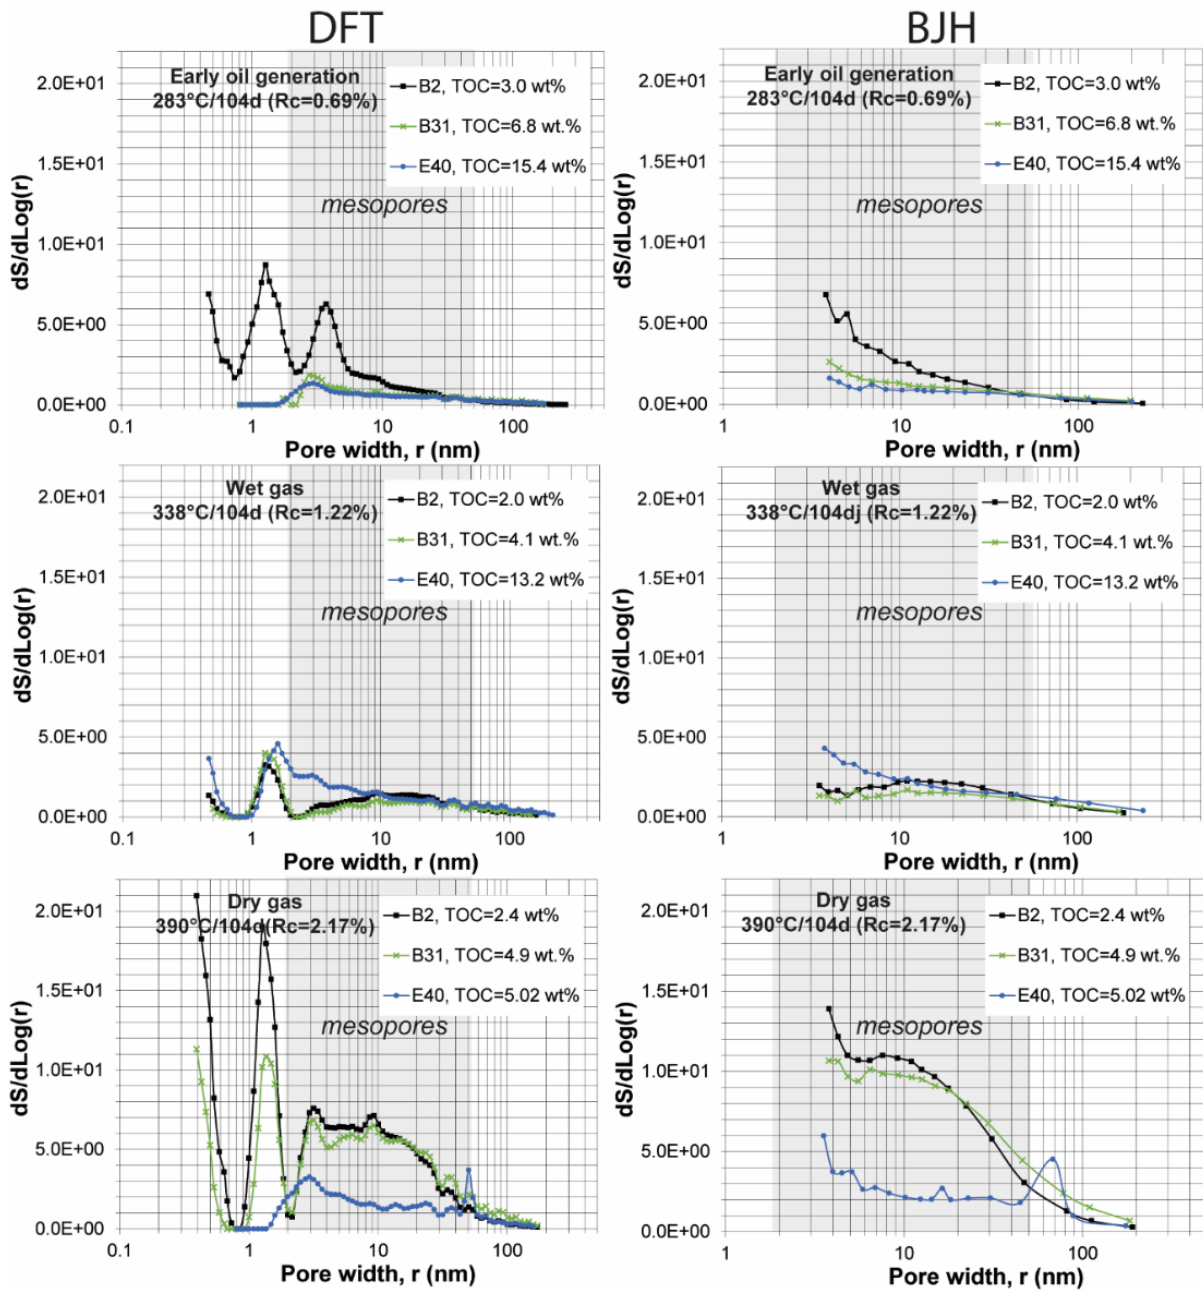 DFT
BJH
Early oil generation
283°C/104d (Rc=0.69%)
B2, TOC=3.0 wt%
B31, TOC=6.8 wt.%
E40, TOC=15.4 wt%
mesopores
dS/dLog(r)
2.0E+01
1.5E+01
1.0E+01
5.0E+00
0.0E+00
0.1
1
10
100
Pore width, r (nm)
Early oil generation
283°C/104d (Rc=0.69%)
B2, TOC=3.0 wt%
B31, TOC=6.8 wt.%
E40, TOC=15.4 wt%
mesopores
dS/dLog(r)
2.0E+01
1.5E+01
1.0E+01
5.0E+00
0.0E+00
1
10
100
Pore width, r (nm)
Wet gas
338°C/104d (Rc=1.22%)
B2, TOC=2.0 wt%
B31, TOC=4.1 wt.%
E40, TOC=13.2 wt%
mesopores
dS/dLog(r)
2.0E+01
1.5E+01
1.0E+01
5.0E+00
0.0E+00
0.1
1
10
100
Pore width, r (nm)
Wet gas
338°C/104dj (Rc=1.22%)
B2, TOC=2.0 wt%
B31, TOC=4.1 wt.%
E40, TOC=13.2 wt%
mesopores
dS/dLog(r)
2.0E+01
1.5E+01
1.0E+01
5.0E+00
0.0E+00
1
10
100
Pore width, r (nm)
Dry gas
390°C/104d(Rc=2.17%)
B2, TOC=2.4 wt%
B31, TOC=4.9 wt.%
E40, TOC=5.02 wt%
mesopores
dS/dLog(r)
2.0E+01
1.5E+01
1.0E+01
5.0E+00
0.0E+00
0.1
1
10
100
Pore width, r (nm)
Dry gas
390°C/104d (Rc=2.17%)
B2, TOC=2.4 wt%
B31, TOC=4.9 wt.%
E40, TOC=5.02 wt%
mesopores
dS/dLog(r)
2.0E+01
1.5E+01
1.0E+01
5.0E+00
0.0E+00
1
10
100
Pore width, r (nm)